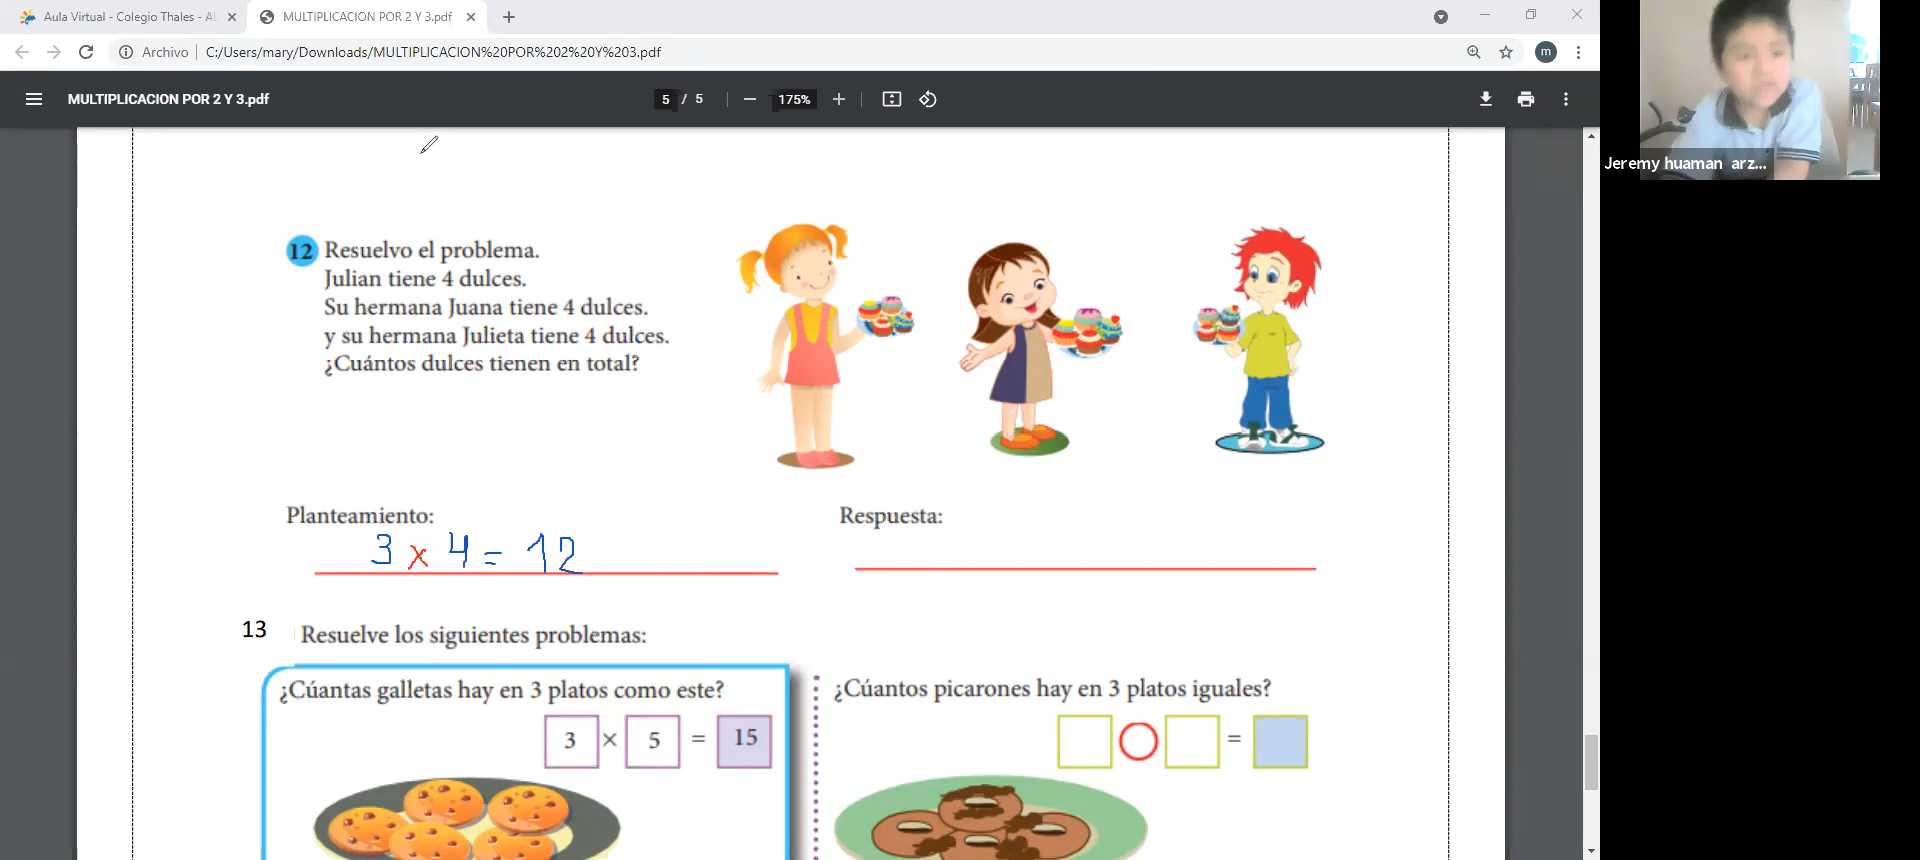 Aula Virtual - Colegio Thales - A
MULTIPLICACION POR 2 Y 3.pdf
Archivo
C:/Users/mary/Downloads/MULTIPLICACION%20POR%202%20Y%203.pdf
m
MULTIPLICACION POR 2 Y 3.pdf
5 / 5
175%
Jeremy huaman arz...
12 Resuelvo el problema.
Julian tiene 4 dulces.
Su hermana Juana tiene 4 dulces.
y su hermana Julieta tiene 4 dulces.
¿Cuántos dulces tienen en total?
Planteamiento:
3 x 4 = 12
Respuesta:
13 Resuelve los siguientes problemas:
¿Cúantas galletas hay en 3 platos como este?
3 × 5 = 15
¿Cúantos picarones hay en 3 platos iguales?
=